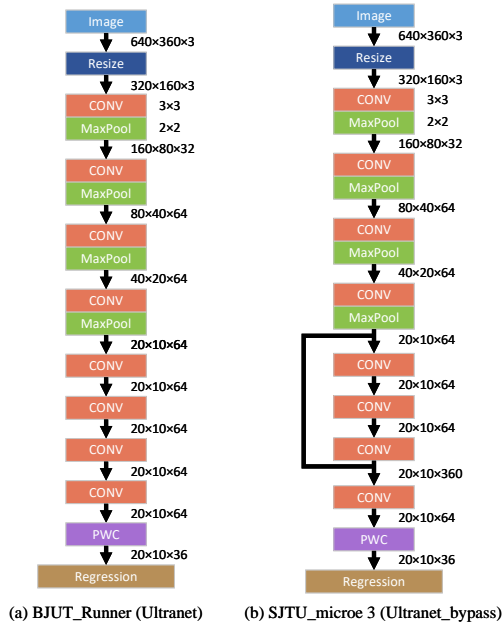 Image
640×360×3
Resize
320×160×3
CONV 3×3
MaxPool 2×2
160×80×32
CONV
MaxPool
80×40×64
CONV
MaxPool
40×20×64
CONV
MaxPool
20×10×64
CONV
20×10×64
CONV
20×10×64
CONV
20×10×64
CONV
20×10×64
PWC
20×10×36
Regression
(a) BJUT_Runner (Ultranet)
Image
640×360×3
Resize
320×160×3
CONV 3×3
MaxPool 2×2
160×80×32
CONV
MaxPool
80×40×64
CONV
MaxPool
40×20×64
CONV
MaxPool
20×10×64
CONV
20×10×64
CONV
20×10×64
CONV
20×10×360
CONV
20×10×64
PWC
20×10×36
Regression
(b) SJTU_microe 3 (Ultranet_bypass)